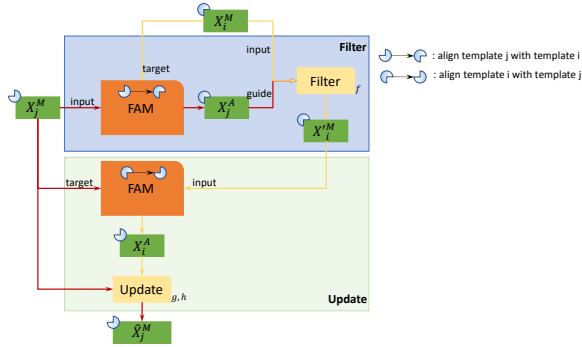 X_i^M
Filter
: align template j with template i
: align template i with template j
input
target
X_j^M
input
FAM
X_j^A
guide
Filter
f
X'_i^M
target
FAM
input
X_i^A
Update
g, h
Update
X̂_j^M